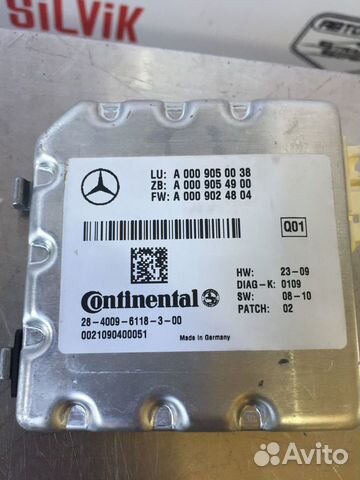 SILVIK
LU: A 000 905 00 38
ZB: A 000 905 49 00
FW: A 000 902 48 04
Q01
Continental
HW: 23-09
DIAG-K: 0109
SW: 08-10
PATCH: 02
28-4009-6118-3-00
0021090400051
Made in Germany
Avito